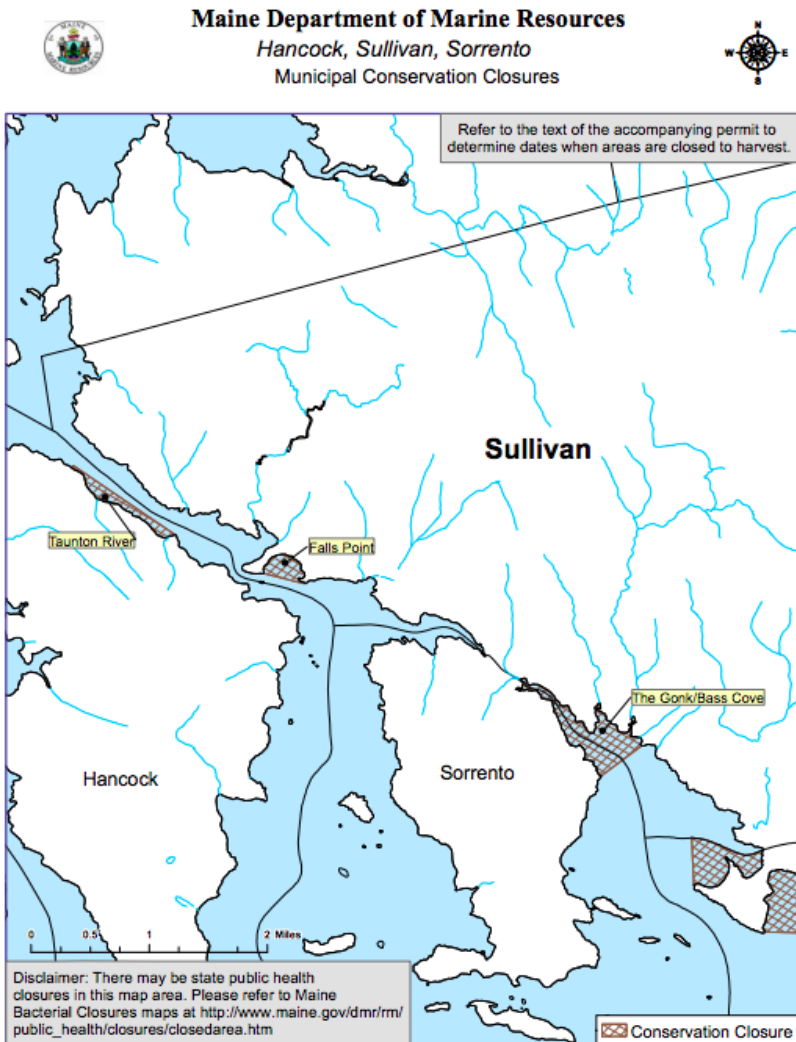 Maine Department of Marine Resources
Hancock, Sullivan, Sorrento
Municipal Conservation Closures
N
W
E
S
Refer to the text of the accompanying permit to
determine dates when areas are closed to harvest.
Sullivan
Taunton River
Falls Point
The Gonk/Bass Cove
Hancock
Sorrento
0 0.5 1 2 Miles
Disclaimer: There may be state public health
closures in this map area. Please refer to Maine
Bacterial Closures maps at http://www.maine.gov/dmr/rm/
public_health/closures/closedarea.htm
Conservation Closure